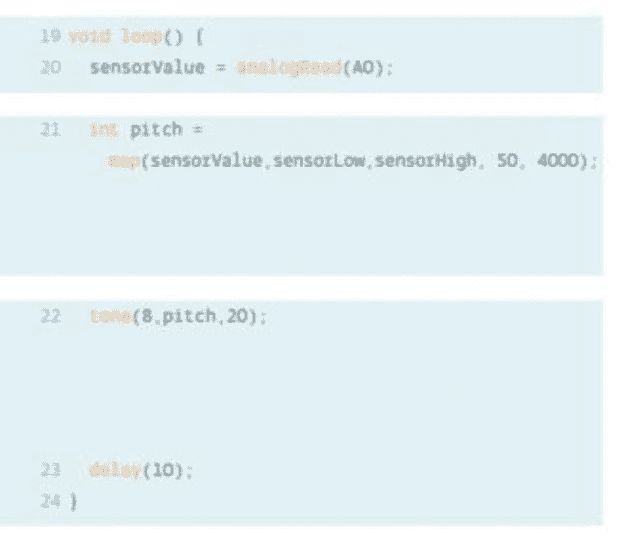 19 void loop() {
20 sensorValue = analogRead(A0);
21 int pitch =
map(sensorValue,sensorLow,sensorHigh, 50, 4000);
22 tone(8,pitch,20);
23 delay(10);
24 }